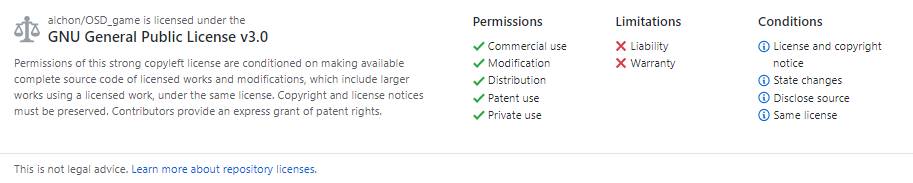 alchon/OSD_game is licensed under the
GNU General Public License v3.0
Permissions of this strong copyleft license are conditioned on making available
complete source code of licensed works and modifications, which include larger
works using a licensed work, under the same license. Copyright and license notices
must be preserved. Contributors provide an express grant of patent rights.
Permissions
Commercial use
Modification
Distribution
Patent use
Private use
Limitations
Liability
Warranty
Conditions
License and copyright
notice
State changes
Disclose source
Same license
This is not legal advice. Learn more about repository licenses.